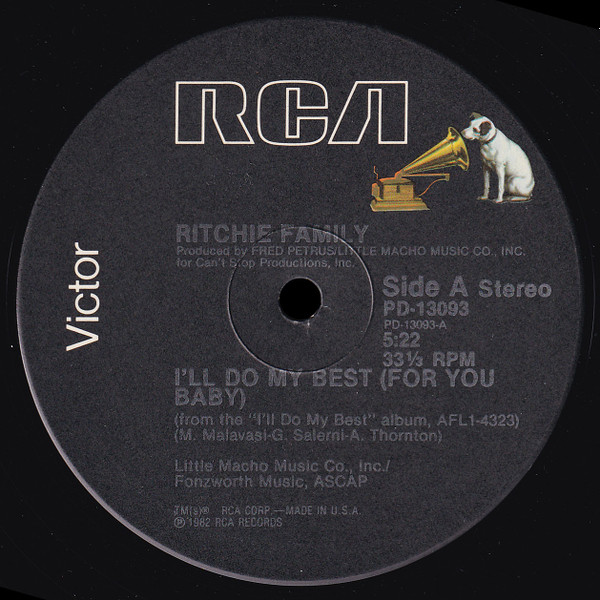 RCA
Victor
RITCHIE FAMILY
Produced by FRED PETRUS/LITTLE MACHO MUSIC CO., INC.
for Can't Stop Productions, Inc.
Side A Stereo
PD-13093
PD-13093-A
5:22
33⅓ RPM
I'LL DO MY BEST (FOR YOU
BABY)
(from the "I'll Do My Best" album, AFL1-4323)
(M. Malavasi-G. Salerni-A. Thornton)
Little Macho Music Co., Inc./
Fonzworth Music, ASCAP
TM(s)® RCA CORP.—MADE IN U.S.A.
℗ 1982 RCA RECORDS